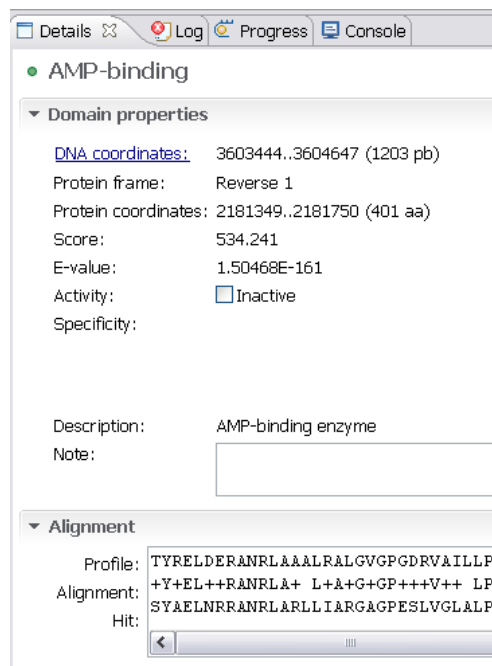 Details Log Progress Console
AMP-binding
Domain properties
DNA coordinates: 3603444..3604647 (1203 pb)
Protein frame: Reverse 1
Protein coordinates: 2181349..2181750 (401 aa)
Score: 534.241
E-value: 1.50468E-161
Activity: Inactive
Specificity:
Description: AMP-binding enzyme
Note:
Alignment
Profile: TYRELDERANRLAAALRALGVGPGDRVAILLP
Alignment: +Y+EL++RANRLA+ L+A+G+GP+++V++ LP
Hit: SYAELNRRANRLARLLIARGAGPESLVGLALP